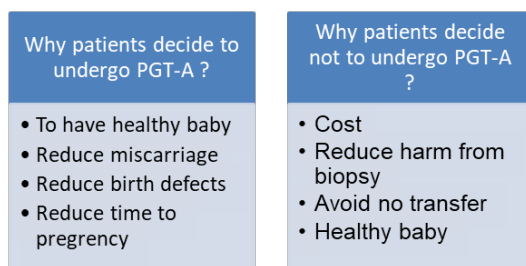 Why patients decide to
undergo PGT-A ?
• To have healthy baby
• Reduce miscarriage
• Reduce birth defects
• Reduce time to
pregrency
Why patients decide
not to undergo PGT-A
?
• Cost
• Reduce harm from
biopsy
• Avoid no transfer
• Healthy baby